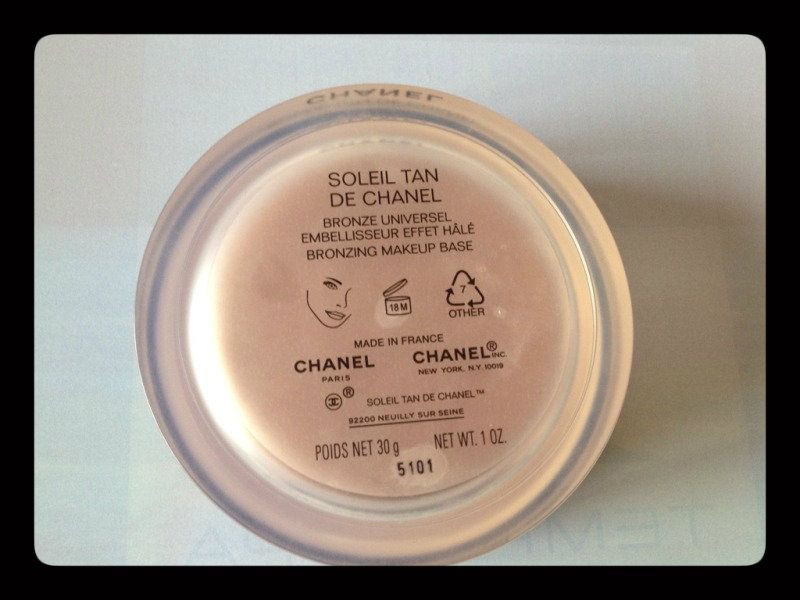 CHANEL
SOLEIL TAN
DE CHANEL
BRONZE UNIVERSEL
EMBELLISSEUR EFFET HÂLÉ
BRONZING MAKEUP BASE
18 M
7
OTHER
MADE IN FRANCE
CHANEL
PARIS
CHANEL® INC.
NEW YORK, N.Y. 10019
® SOLEIL TAN DE CHANEL™
92200 NEUILLY SUR SEINE
POIDS NET 30 g NET WT. 1 OZ.
5101